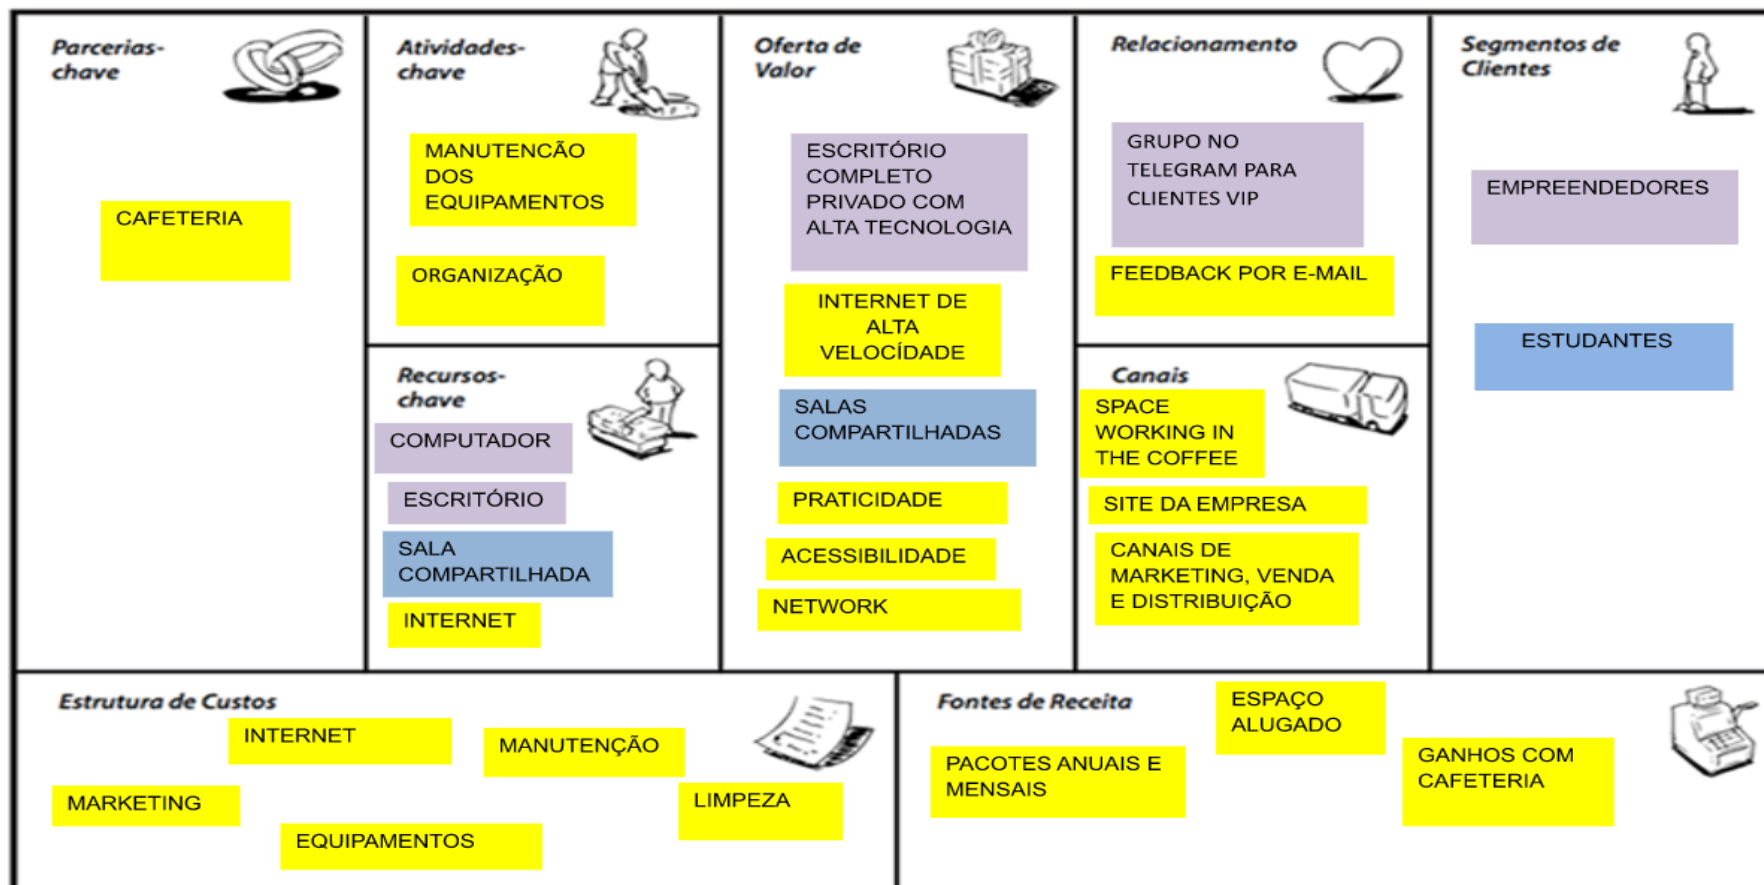 Parcerias-
chave
CAFETERIA
Atividades-
chave
MANUTENCÃO
DOS
EQUIPAMENTOS
ORGANIZAÇÃO
Recursos-
chave
COMPUTADOR
ESCRITÓRIO
SALA
COMPARTILHADA
INTERNET
Oferta de
Valor
ESCRITÓRIO
COMPLETO
PRIVADO COM
ALTA TECNOLOGIA
INTERNET DE
ALTA
VELOCÍDADE
SALAS
COMPARTILHADAS
PRATICIDADE
ACESSIBILIDADE
NETWORK
Relacionamento
GRUPO NO
TELEGRAM PARA
CLIENTES VIP
FEEDBACK POR E-MAIL
Canais
SPACE
WORKING IN
THE COFFEE
SITE DA EMPRESA
CANAIS DE
MARKETING, VENDA
E DISTRIBUIÇÃO
Segmentos de
Clientes
EMPREENDEDORES
ESTUDANTES
Estrutura de Custos
INTERNET
MANUTENÇÃO
MARKETING
LIMPEZA
EQUIPAMENTOS
Fontes de Receita
ESPAÇO
ALUGADO
PACOTES ANUAIS E
MENSAIS
GANHOS COM
CAFETERIA